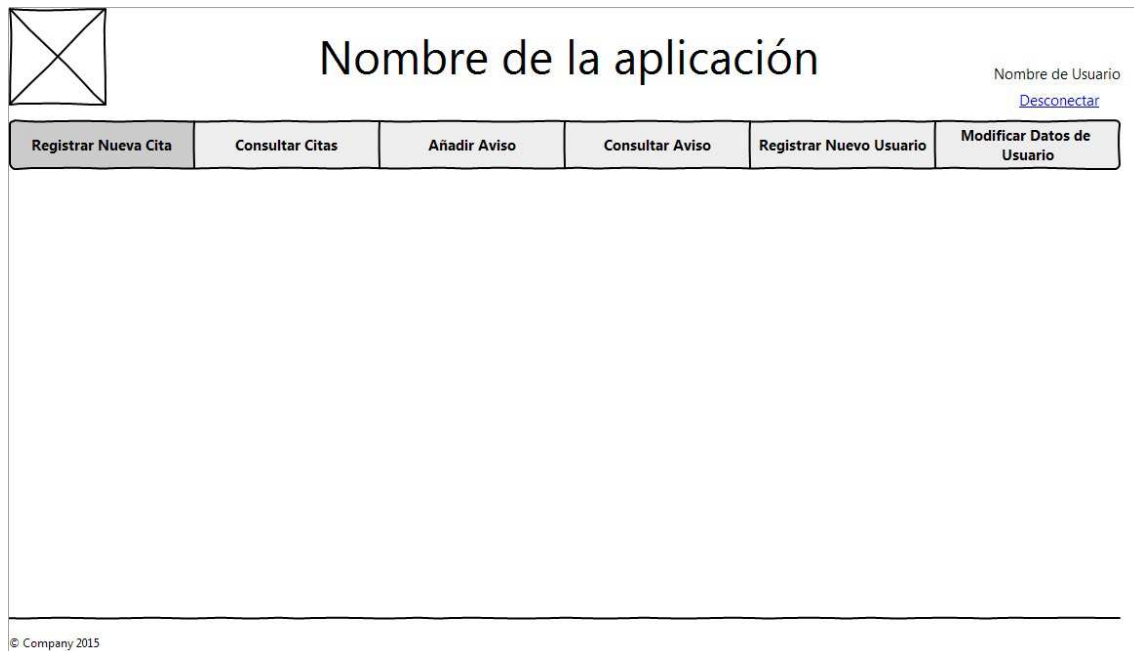 Nombre de la aplicación
Nombre de Usuario
Desconectar
Registrar Nueva Cita
Consultar Citas
Añadir Aviso
Consultar Aviso
Registrar Nuevo Usuario
Modificar Datos de
Usuario
© Company 2015